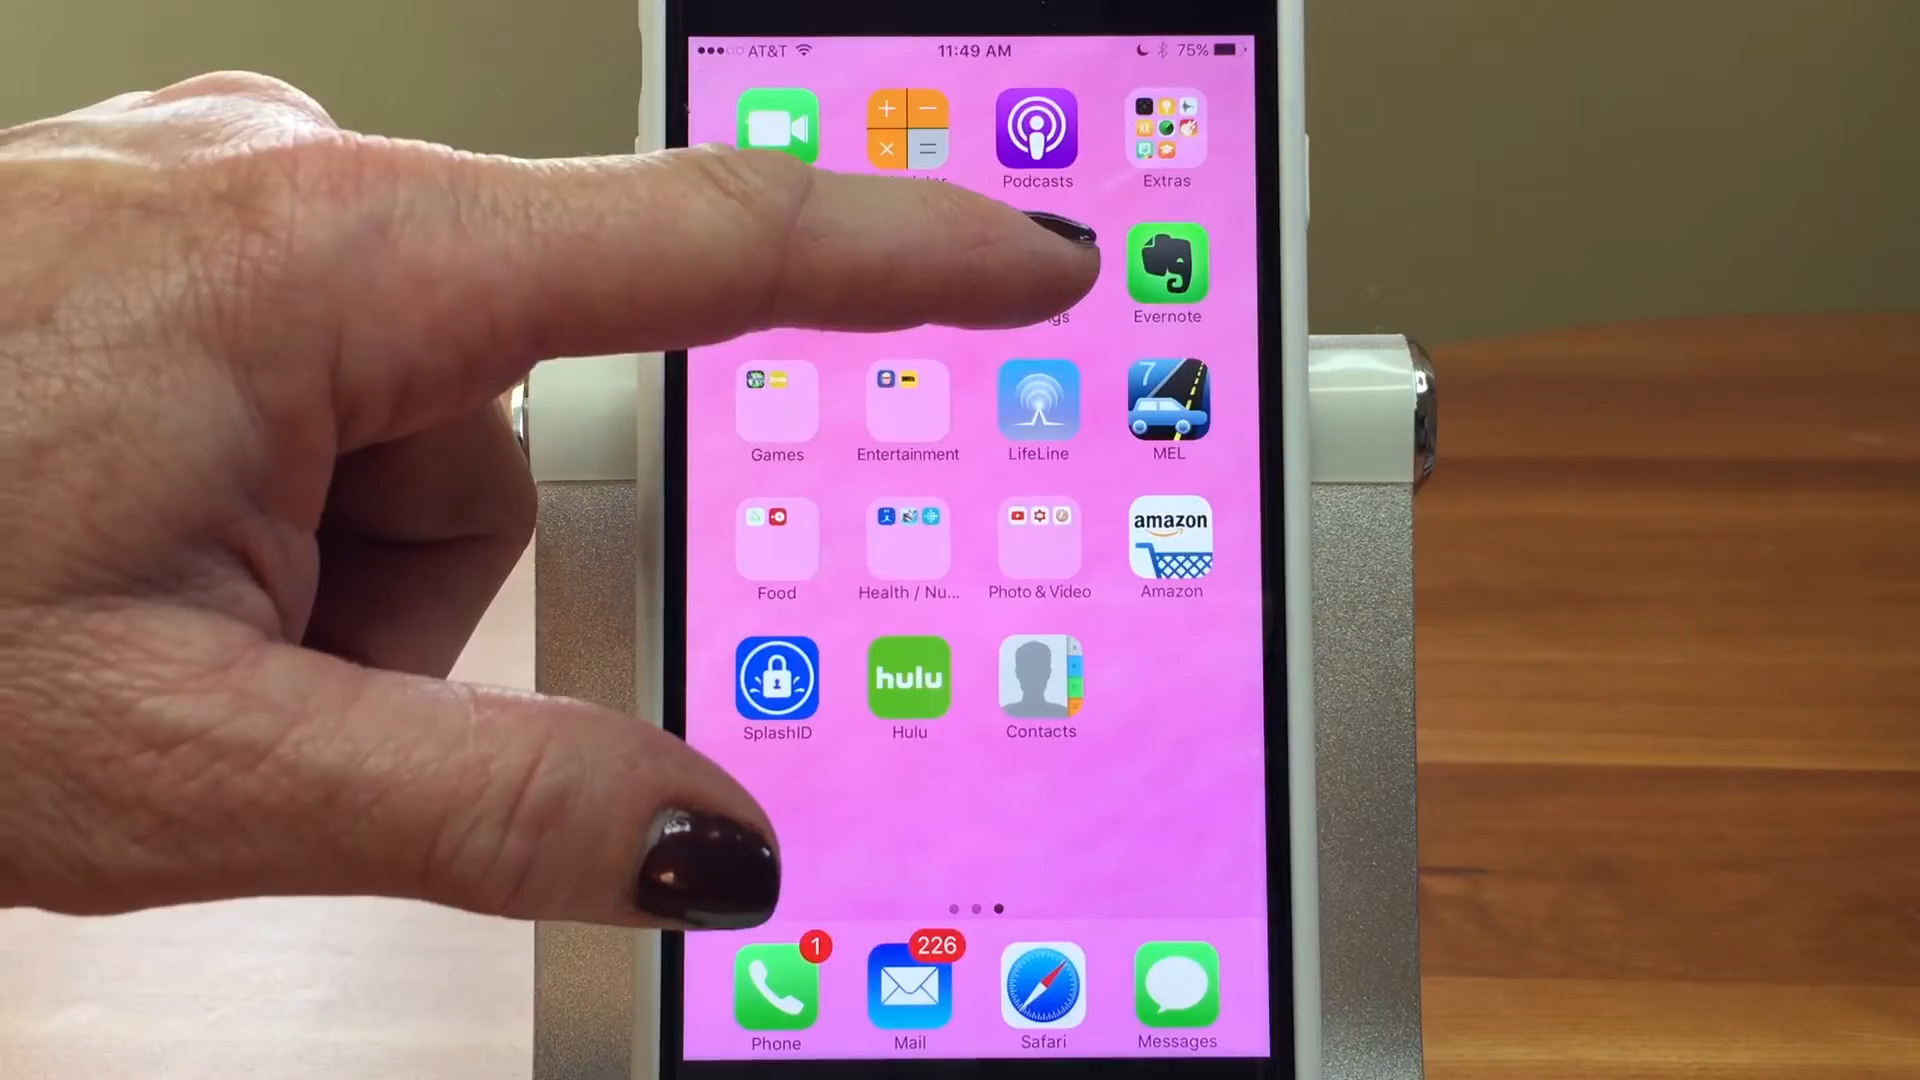 AT&T 11:49 AM 75%
Podcasts Extras
Evernote
7
Games Entertainment LifeLine MEL
amazon
Food Health / Nu... Photo & Video Amazon
hulu
SplashID Hulu Contacts
1 226
Phone Mail Safari Messages